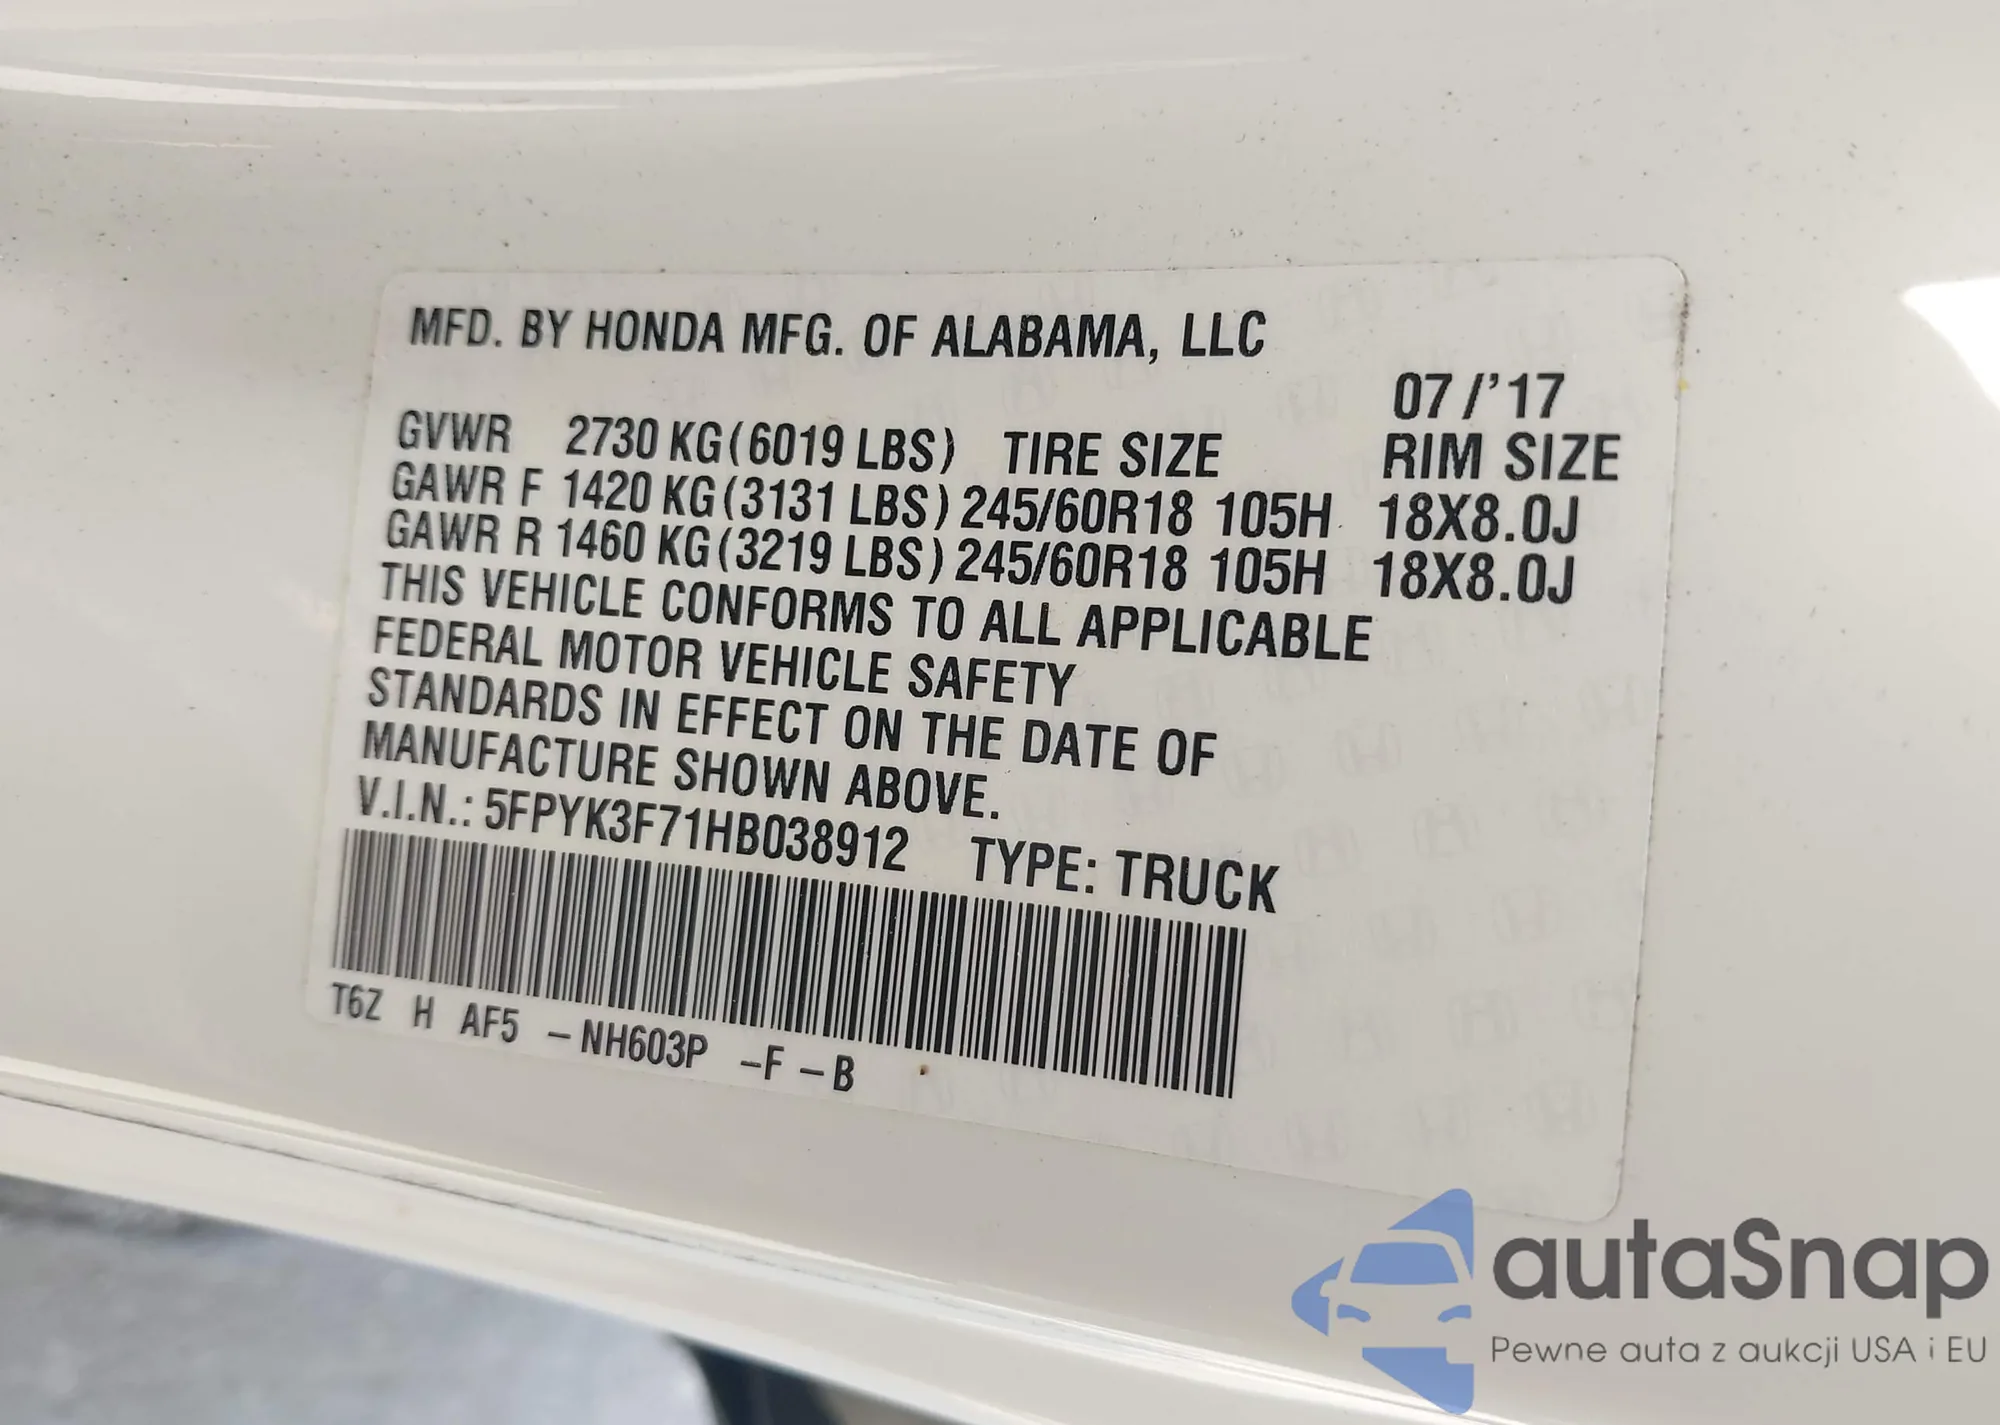 MFD. BY HONDA MFG. OF ALABAMA, LLC
07/'17
GVWR 2730 KG(6019 LBS) TIRE SIZE RIM SIZE
GAWR F 1420 KG(3131 LBS) 245/60R18 105H 18X8.0J
GAWR R 1460 KG(3219 LBS) 245/60R18 105H 18X8.0J
THIS VEHICLE CONFORMS TO ALL APPLICABLE
FEDERAL MOTOR VEHICLE SAFETY
STANDARDS IN EFFECT ON THE DATE OF
MANUFACTURE SHOWN ABOVE.
V.I.N.: 5FPYK3F71HB038912 TYPE: TRUCK
T6Z H AF5 -NH603P -F -B
autaSnap
Pewne auta z aukcji USA i EU